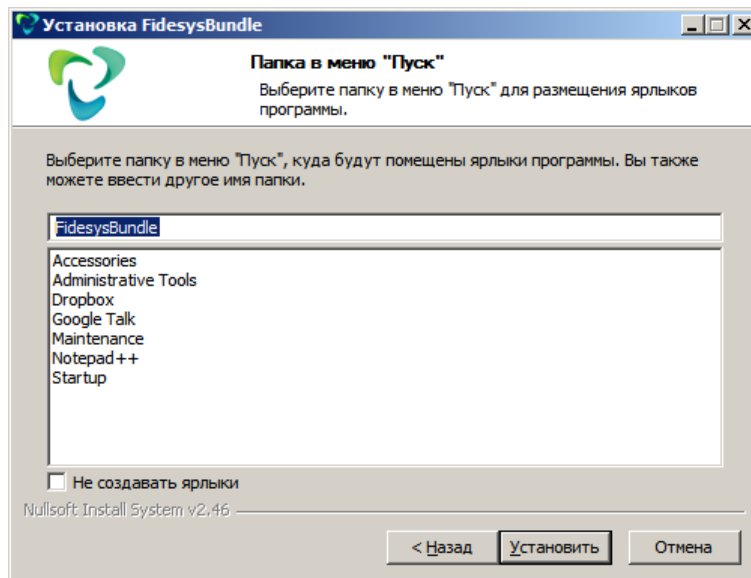 Установка FidesysBundle
Папка в меню "Пуск"
Выберите папку в меню "Пуск" для размещения ярлыков
программы.
Выберите папку в меню "Пуск", куда будут помещены ярлыки программы. Вы также
можете ввести другое имя папки.
FidesysBundle
Accessories
Administrative Tools
Dropbox
Google Talk
Maintenance
Notepad++
Startup
Не создавать ярлыки
Nullsoft Install System v2.46
< Назад Установить Отмена